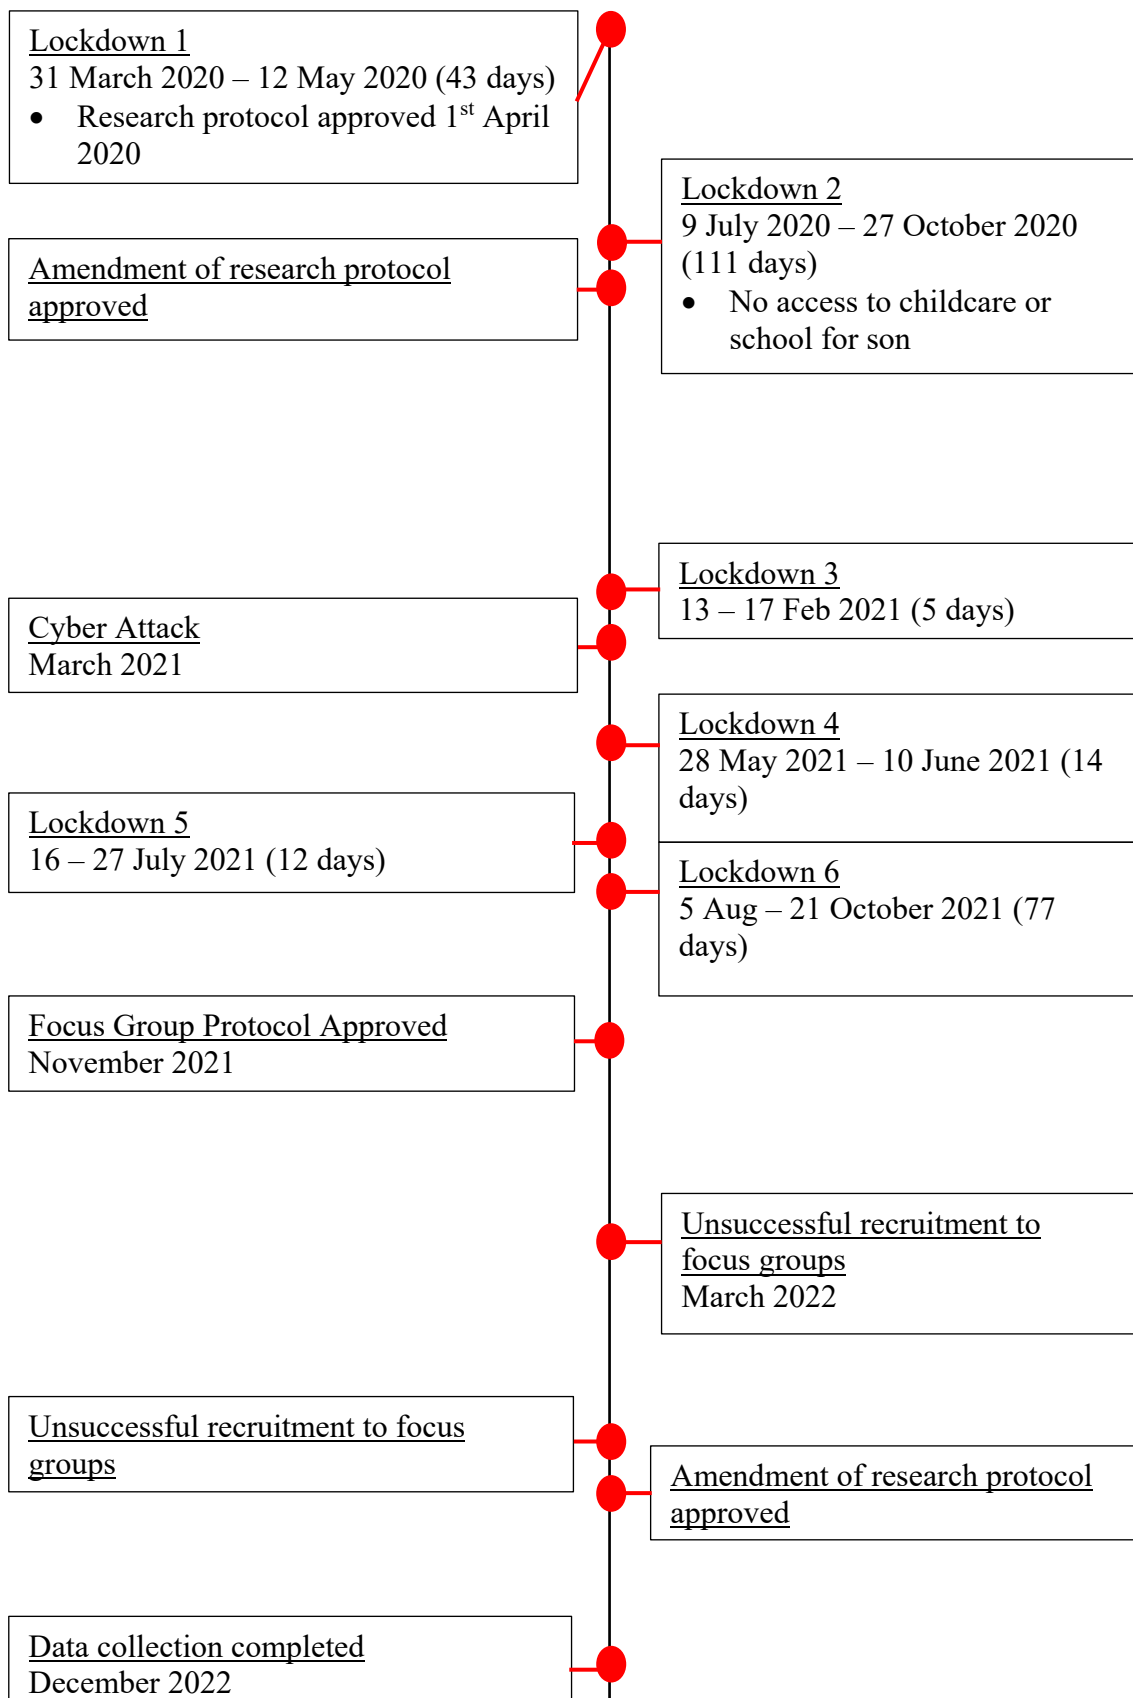 Lockdown 1
31 March 2020 – 12 May 2020 (43 days)
• Research protocol approved 1st April
2020
Lockdown 2
9 July 2020 – 27 October 2020
(111 days)
• No access to childcare or
school for son
Amendment of research protocol
approved
Lockdown 3
13 – 17 Feb 2021 (5 days)
Cyber Attack
March 2021
Lockdown 4
28 May 2021 – 10 June 2021 (14
days)
Lockdown 5
16 – 27 July 2021 (12 days)
Lockdown 6
5 Aug – 21 October 2021 (77
days)
Focus Group Protocol Approved
November 2021
Unsuccessful recruitment to
focus groups
March 2022
Unsuccessful recruitment to focus
groups
Amendment of research protocol
approved
Data collection completed
December 2022